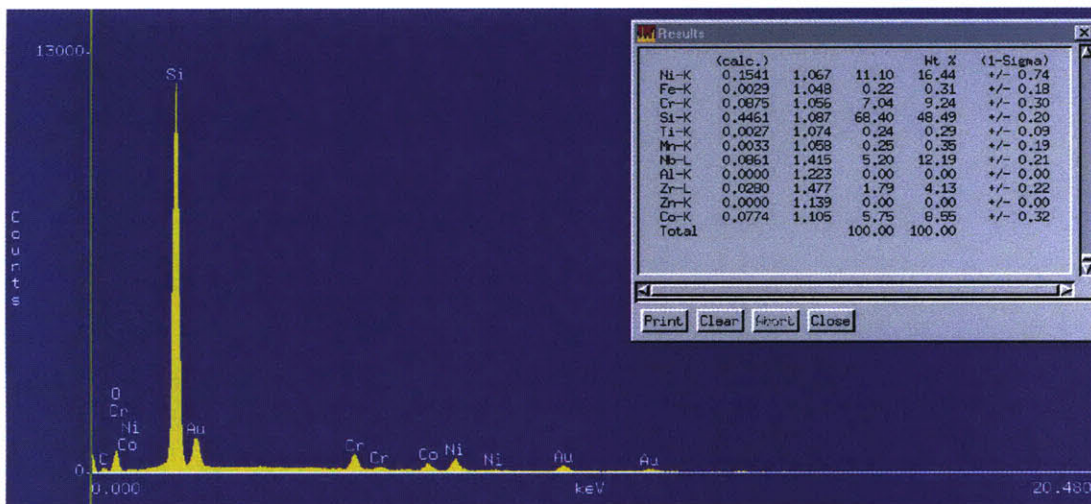 13000
Si
O
Cr
Ni
C Co
Au
Cr
Cr
Co
Ni
Ni
Au
Au
0
0.000
keV
20.480
Counts
Results
(calc.) Wt % (1-Sigma)
Ni-K 0.1541 1.067 11.10 16.44 +/- 0.74
Fe-K 0.0029 1.048 0.22 0.31 +/- 0.18
Cr-K 0.0875 1.056 7.04 9.24 +/- 0.30
Si-K 0.4461 1.087 68.40 48.49 +/- 0.20
Ti-K 0.0027 1.074 0.24 0.29 +/- 0.09
Mn-K 0.0033 1.058 0.25 0.35 +/- 0.19
Nb-L 0.0861 1.415 5.20 12.19 +/- 0.21
Al-K 0.0000 1.223 0.00 0.00 +/- 0.00
Zr-L 0.0280 1.477 1.79 4.13 +/- 0.22
Zn-K 0.0000 1.139 0.00 0.00 +/- 0.00
Co-K 0.0774 1.105 5.75 8.55 +/- 0.32
Total 100.00 100.00
Print Clear Abort Close